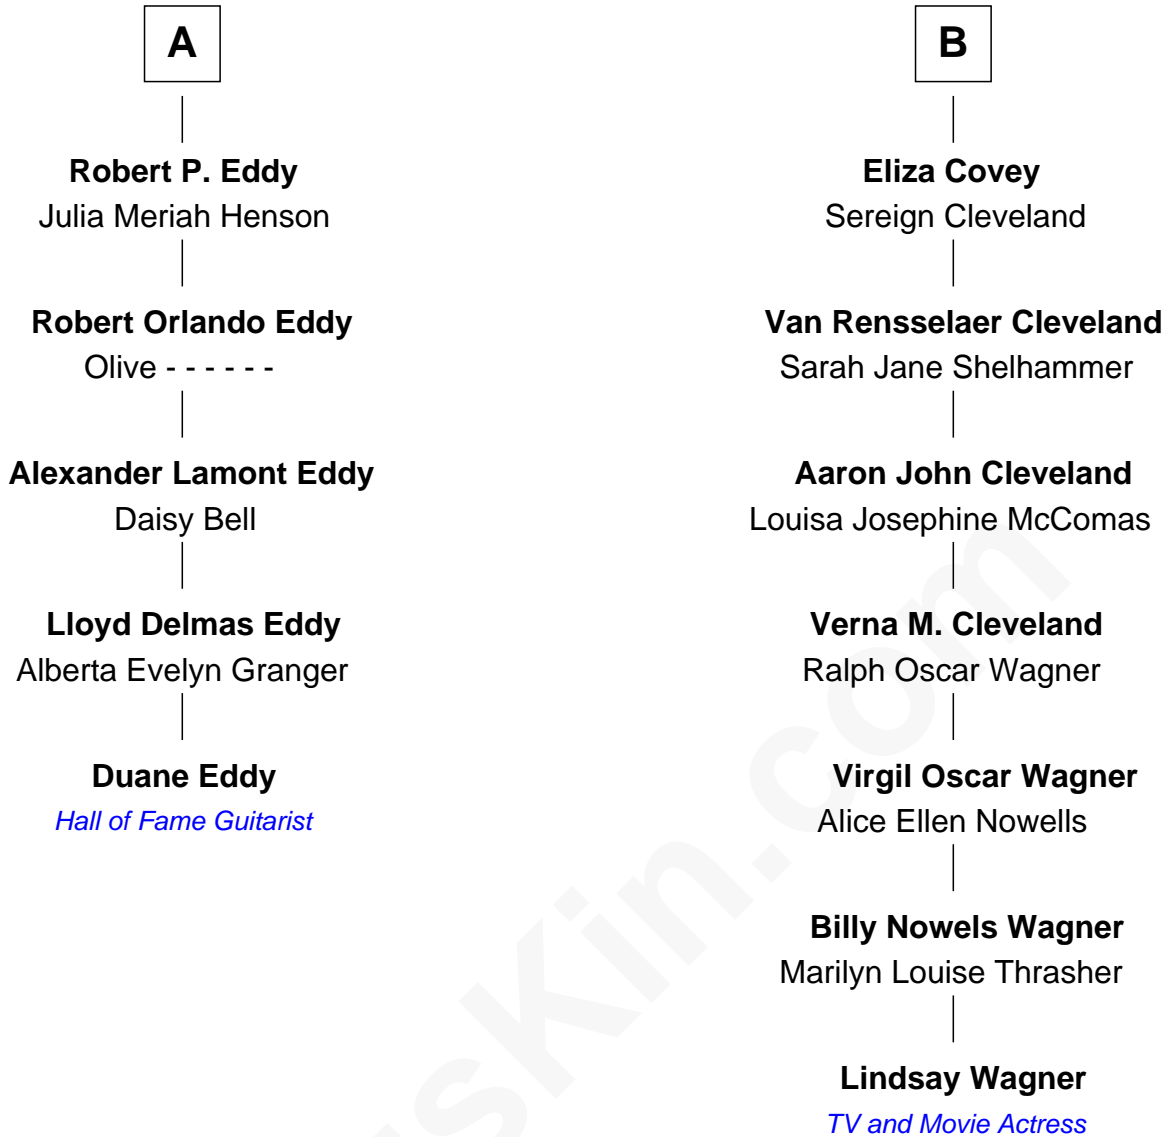 A
Robert P. Eddy
Julia Meriah Henson
Robert Orlando Eddy
Olive - - - - - -
Alexander Lamont Eddy
Daisy Bell
Lloyd Delmas Eddy
Alberta Evelyn Granger
Duane Eddy
Hall of Fame Guitarist
B
Eliza Covey
Sereign Cleveland
Van Rensselaer Cleveland
Sarah Jane Shelhammer
Aaron John Cleveland
Louisa Josephine McComas
Verna M. Cleveland
Ralph Oscar Wagner
Virgil Oscar Wagner
Alice Ellen Nowells
Billy Nowels Wagner
Marilyn Louise Thrasher
Lindsay Wagner
TV and Movie Actress
sKin.com